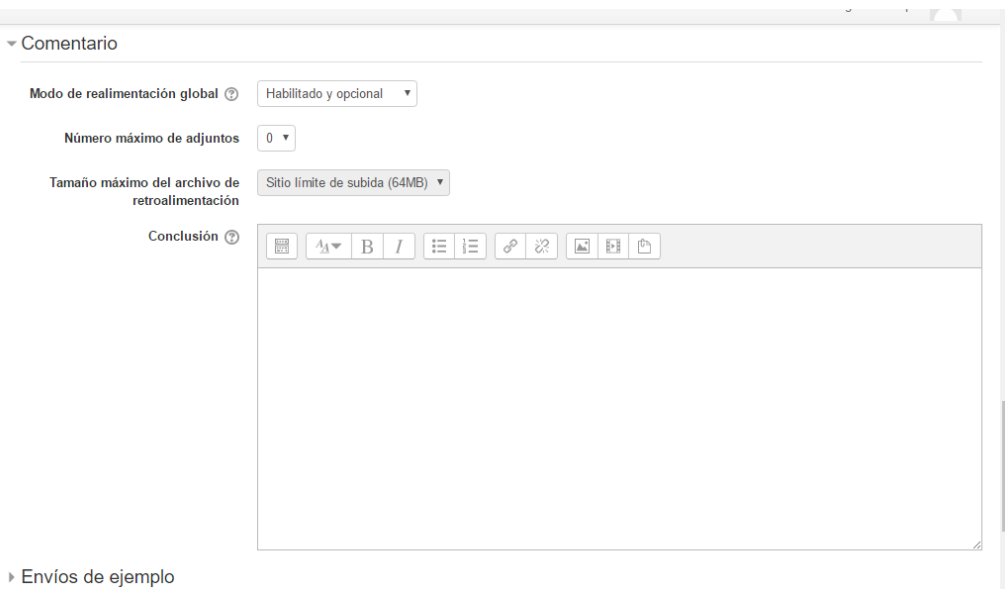 Comentario
Modo de realimentación global
Habilitado y opcional
Número máximo de adjuntos
0
Tamaño máximo del archivo de
retroalimentación
Sitio límite de subida (64MB)
Conclusión
B I
Envíos de ejemplo